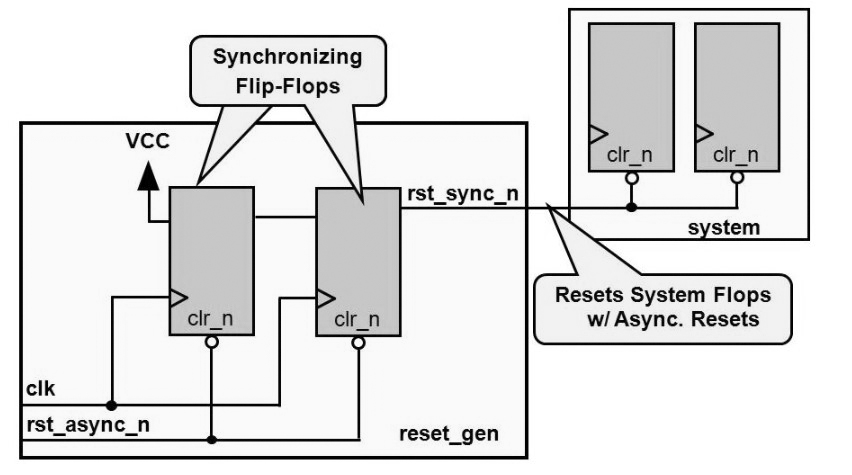 Synchronizing
Flip-Flops
VCC
clr_n
clr_n
rst_sync_n
clr_n
clr_n
system
Resets System Flops
w/ Async. Resets
clk
rst_async_n
reset_gen